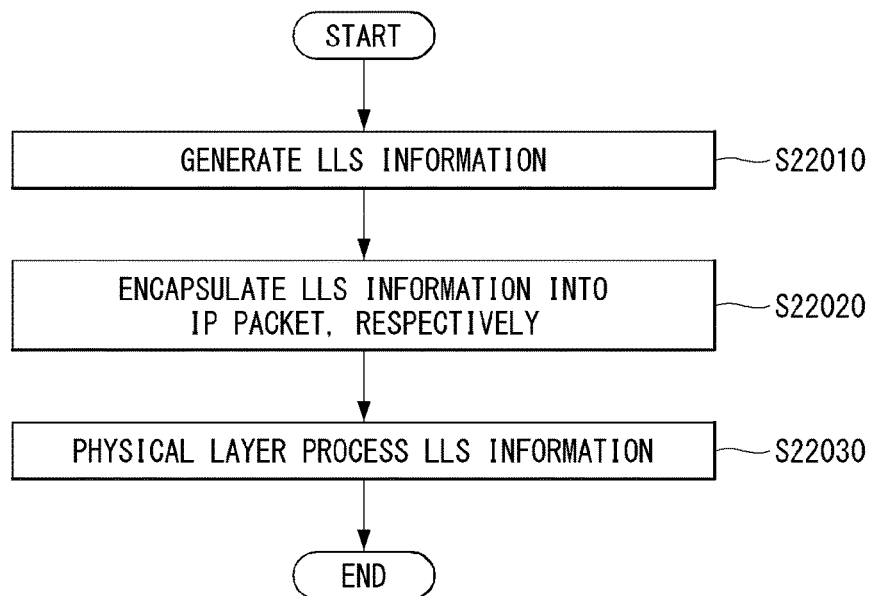 START
GENERATE LLS INFORMATION
S22010
ENCAPSULATE LLS INFORMATION INTO
IP PACKET, RESPECTIVELY
S22020
PHYSICAL LAYER PROCESS LLS INFORMATION
S22030
END